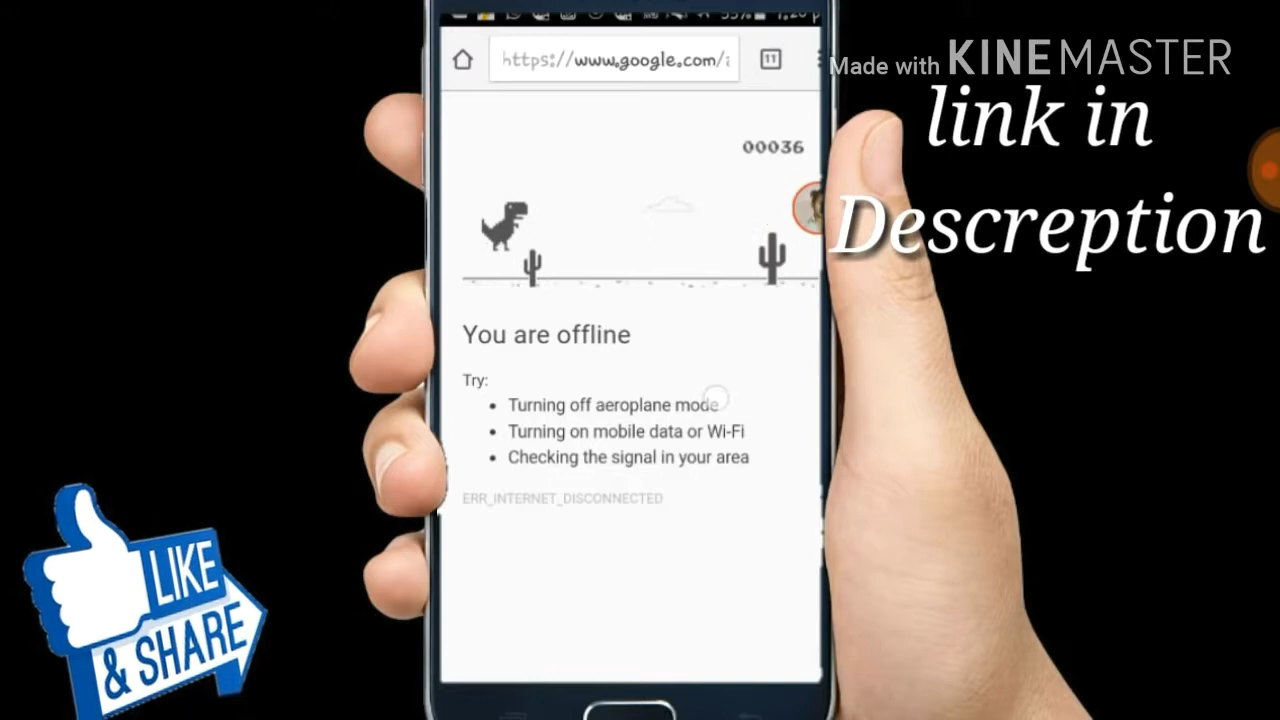 https://www.google.com/
11
Made with KINEMASTER
link in
Descreption
00036
You are offline
Try:
• Turning off aeroplane mode
• Turning on mobile data or Wi-Fi
• Checking the signal in your area
ERR_INTERNET_DISCONNECTED
LIKE
& SHARE